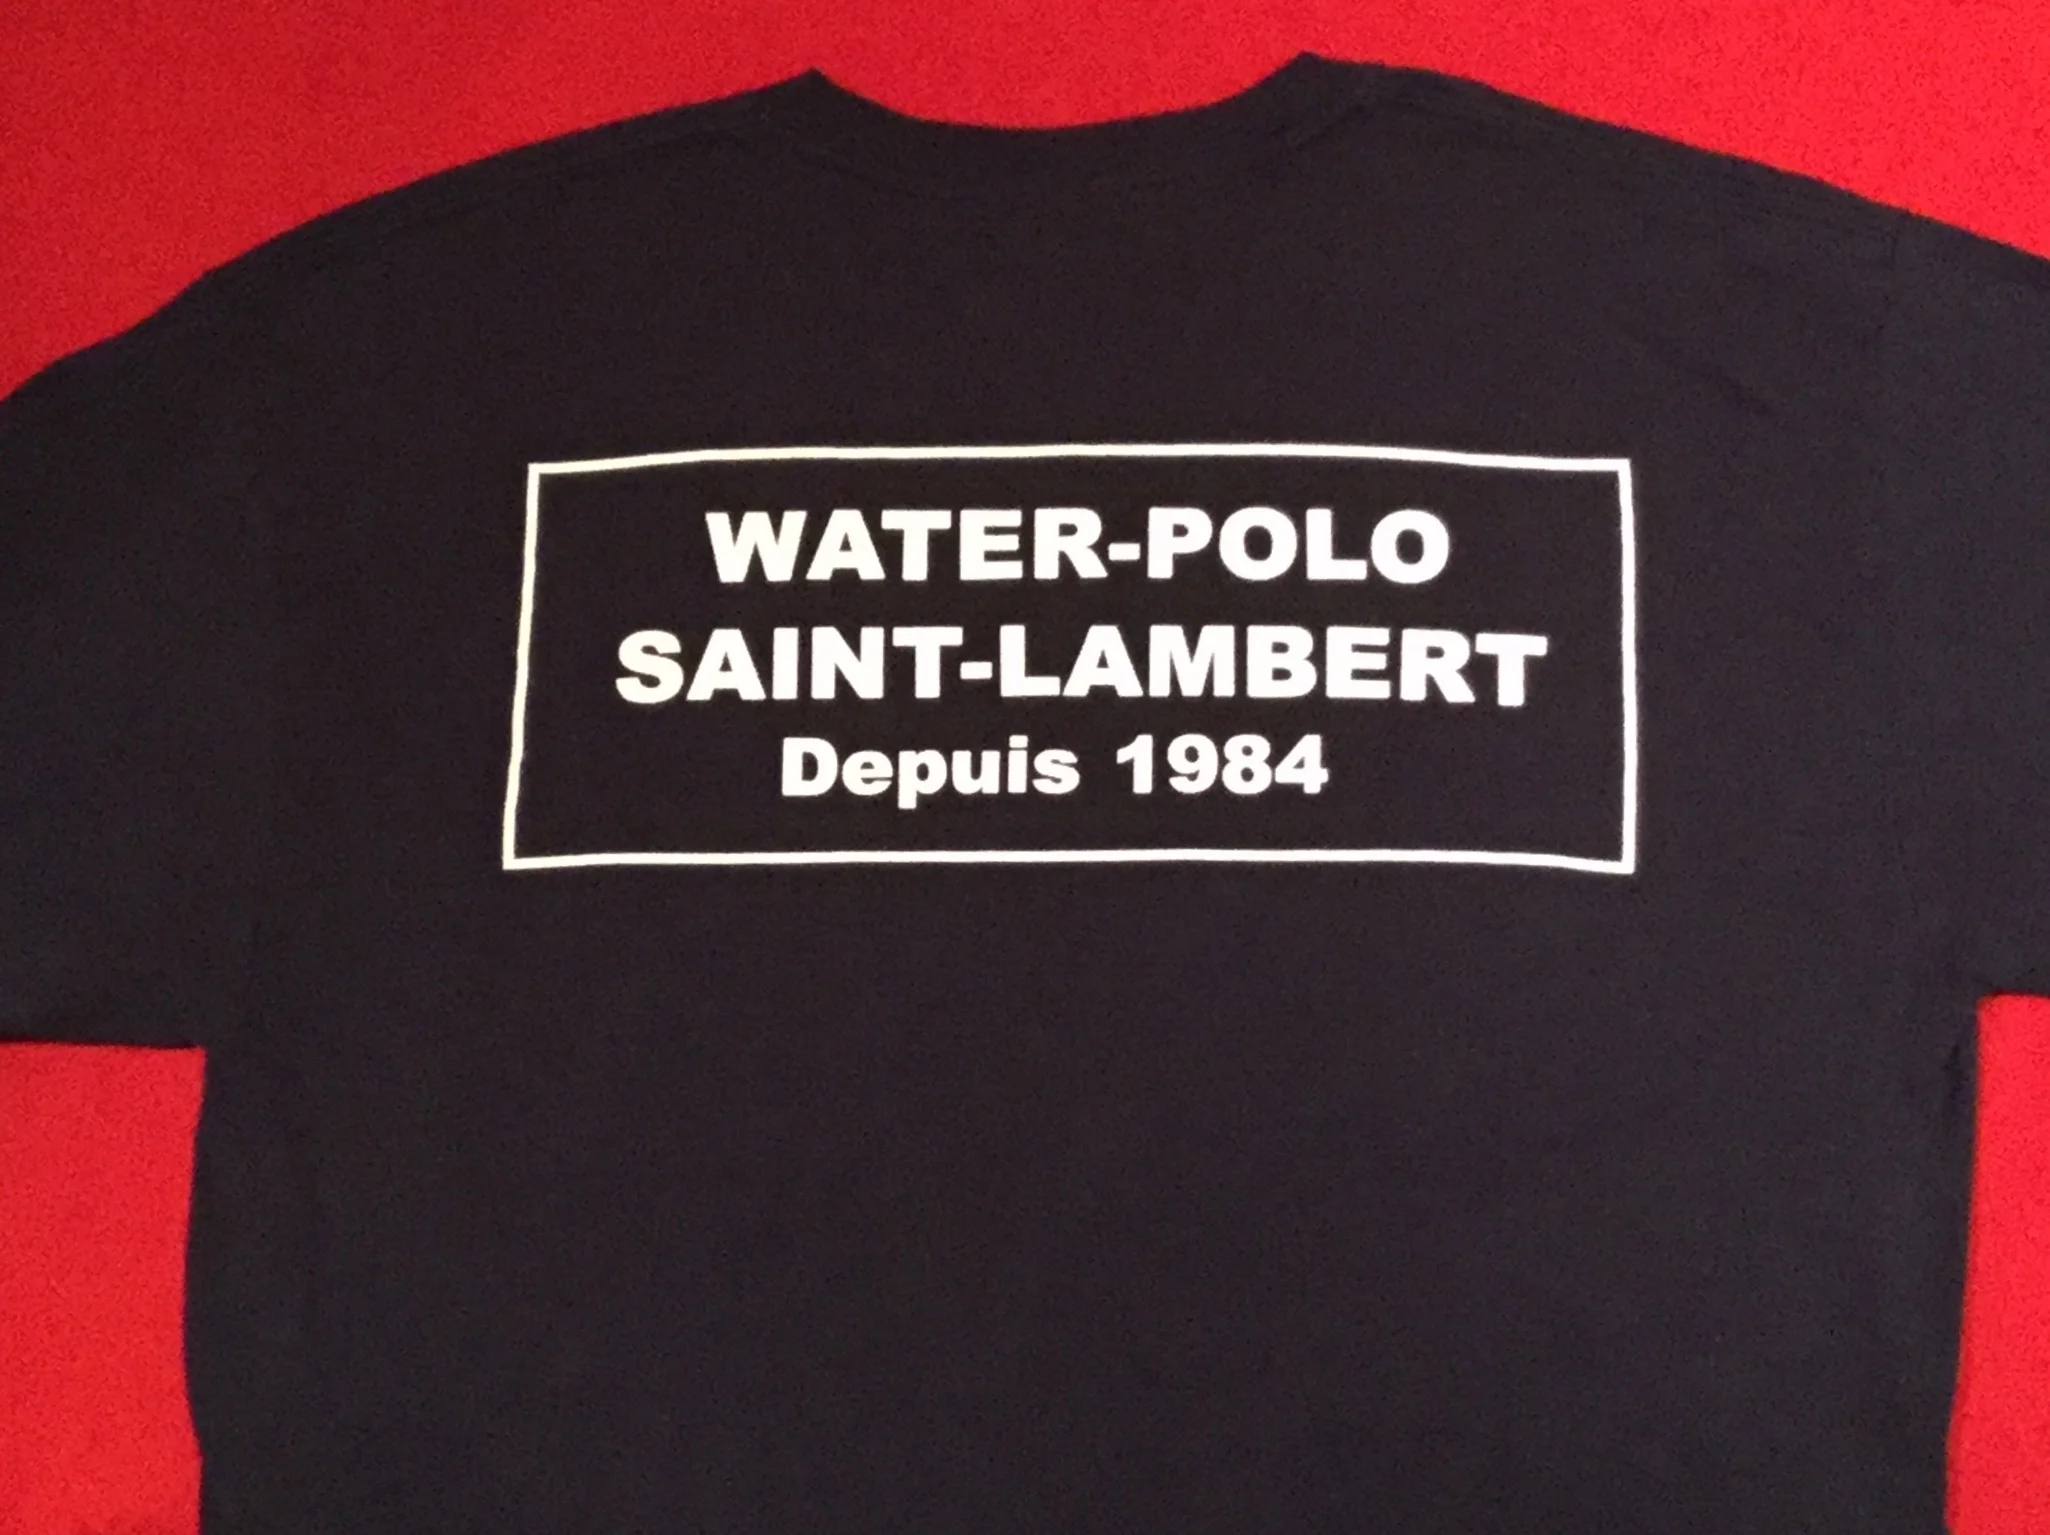 WATER-POLO
SAINT-LAMBERT
Depuis 1984